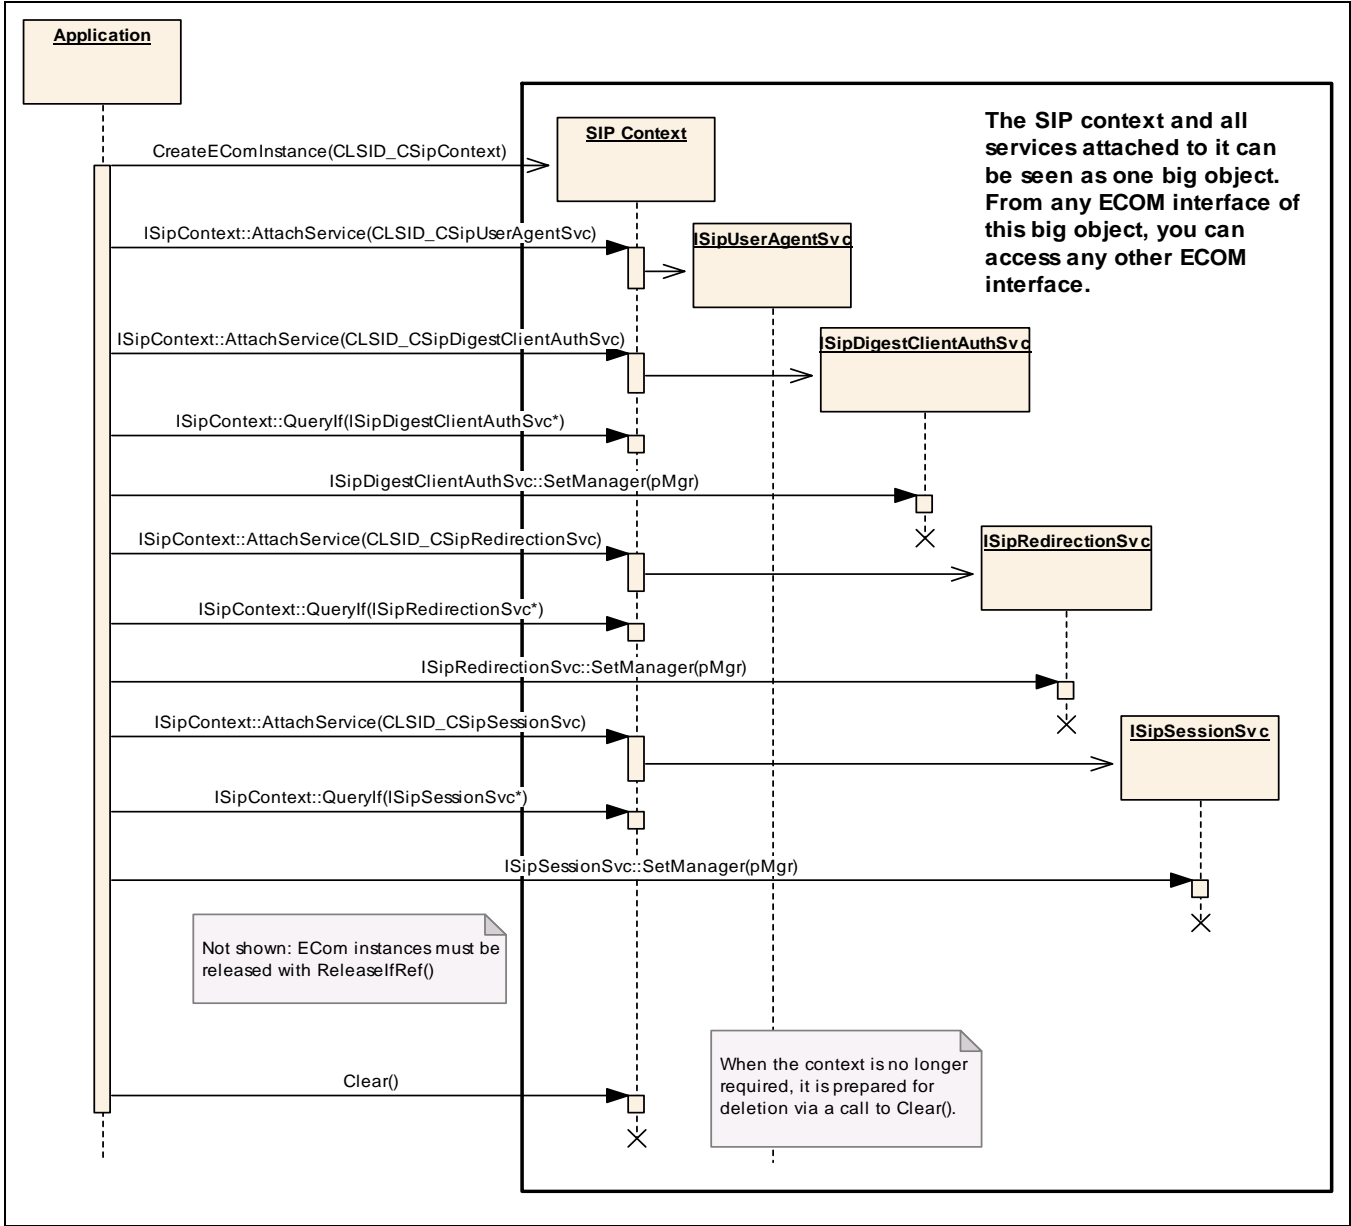 Application
The SIP context and all
services attached to it can
be seen as one big object.
From any ECOM interface of
this big object, you can
access any other ECOM
interface.
SIP Context
CreateEComInstance(CLSID_CSipContext)
ISipContext::AttachService(CLSID_CSipUserAgentSvc)
ISipUserAgentSvc
ISipContext::AttachService(CLSID_CSipDigestClientAuthSvc)
ISipDigestClientAuthSvc
ISipContext::QueryIf(ISipDigestClientAuthSvc*)
ISipDigestClientAuthSvc::SetManager(pMgr)
ISipContext::AttachService(CLSID_CSipRedirectionSvc)
ISipRedirectionSvc
ISipContext::QueryIf(ISipRedirectionSvc*)
ISipRedirectionSvc::SetManager(pMgr)
ISipContext::AttachService(CLSID_CSipSessionSvc)
ISipSessionSvc
ISipContext::QueryIf(ISipSessionSvc*)
ISipSessionSvc::SetManager(pMgr)
Not shown: ECom instances must be
released with ReleaseIfRef()
When the context is no longer
required, it is prepared for
deletion via a call to Clear().
Clear()